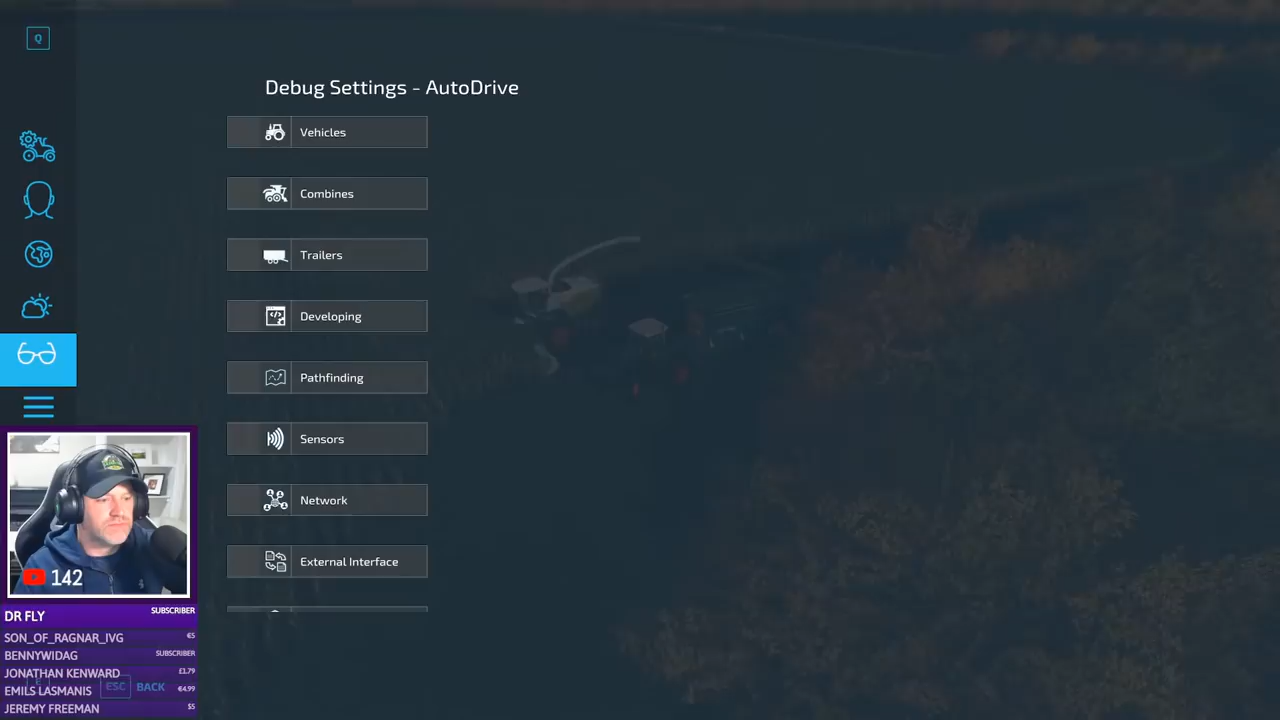 Q
Debug Settings - AutoDrive
Vehicles
Combines
Trailers
Developing
Pathfinding
Sensors
Network
External Interface
142
DR FLY SUBSCRIBER
SON_OF_RAGNAR_IVG €5
BENNYWIDAG SUBSCRIBER
JONATHAN KENWARD £1.79
EMILS LASMANIS €4.99
ESC BACK
JEREMY FREEMAN $5